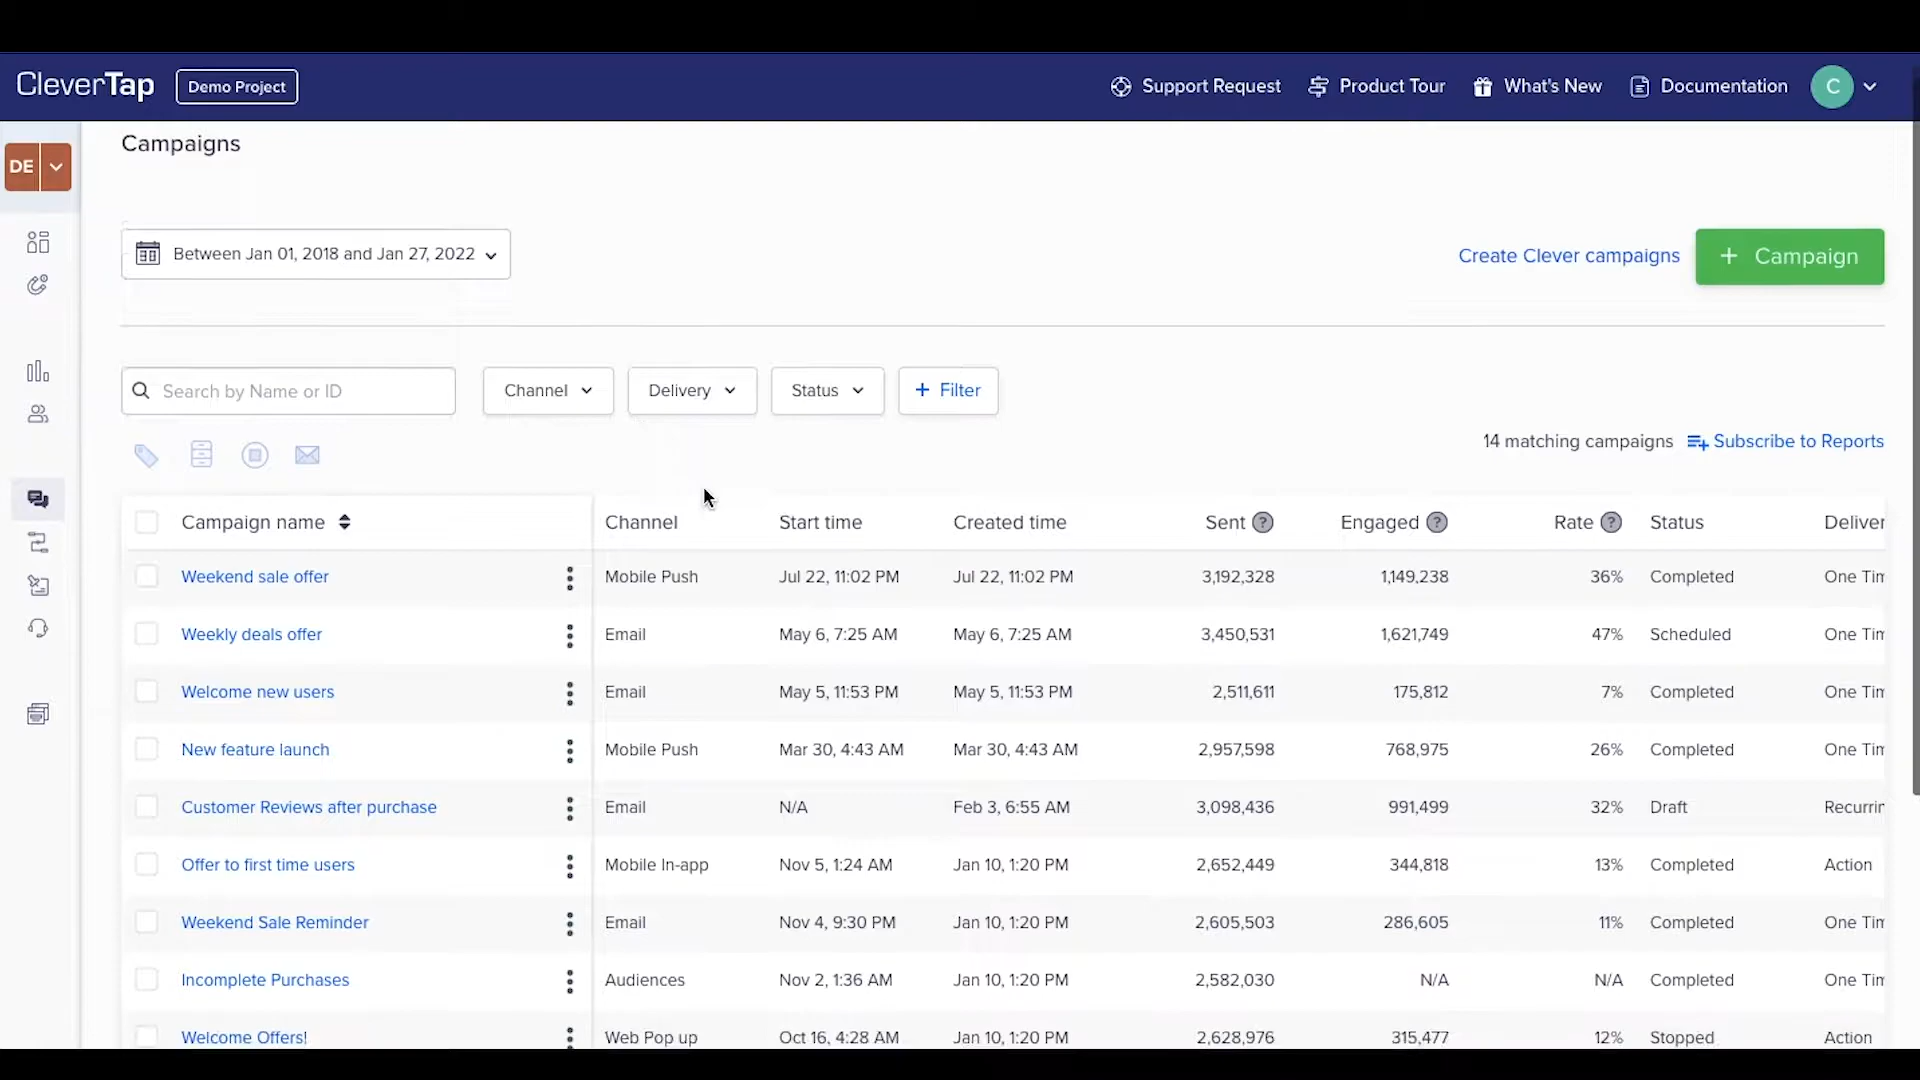 CleverTap Demo Project Support Request Product Tour What's New Documentation C
DE
Campaigns
Between Jan 01, 2018 and Jan 27, 2022 Create Clever campaigns + Campaign
Search by Name or ID Channel Delivery Status + Filter
14 matching campaigns Subscribe to Reports
Campaign name Channel Start time Created time Sent ? Engaged ? Rate ? Status Deliver
Weekend sale offer Mobile Push Jul 22, 11:02 PM Jul 22, 11:02 PM 3,192,328 1,149,238 36% Completed One Tim
Weekly deals offer Email May 6, 7:25 AM May 6, 7:25 AM 3,450,531 1,621,749 47% Scheduled One Tim
Welcome new users Email May 5, 11:53 PM May 5, 11:53 PM 2,511,611 175,812 7% Completed One Tim
New feature launch Mobile Push Mar 30, 4:43 AM Mar 30, 4:43 AM 2,957,598 768,975 26% Completed One Tim
Customer Reviews after purchase Email N/A Feb 3, 6:55 AM 3,098,436 991,499 32% Draft Recurrin
Offer to first time users Mobile In-app Nov 5, 1:24 AM Jan 10, 1:20 PM 2,652,449 344,818 13% Completed Action
Weekend Sale Reminder Email Nov 4, 9:30 PM Jan 10, 1:20 PM 2,605,503 286,605 11% Completed One Tim
Incomplete Purchases Audiences Nov 2, 1:36 AM Jan 10, 1:20 PM 2,582,030 N/A N/A Completed One Tim
Welcome Offers! Web Pop up Oct 16, 4:28 AM Jan 10, 1:20 PM 2,628,976 315,477 12% Stopped Action